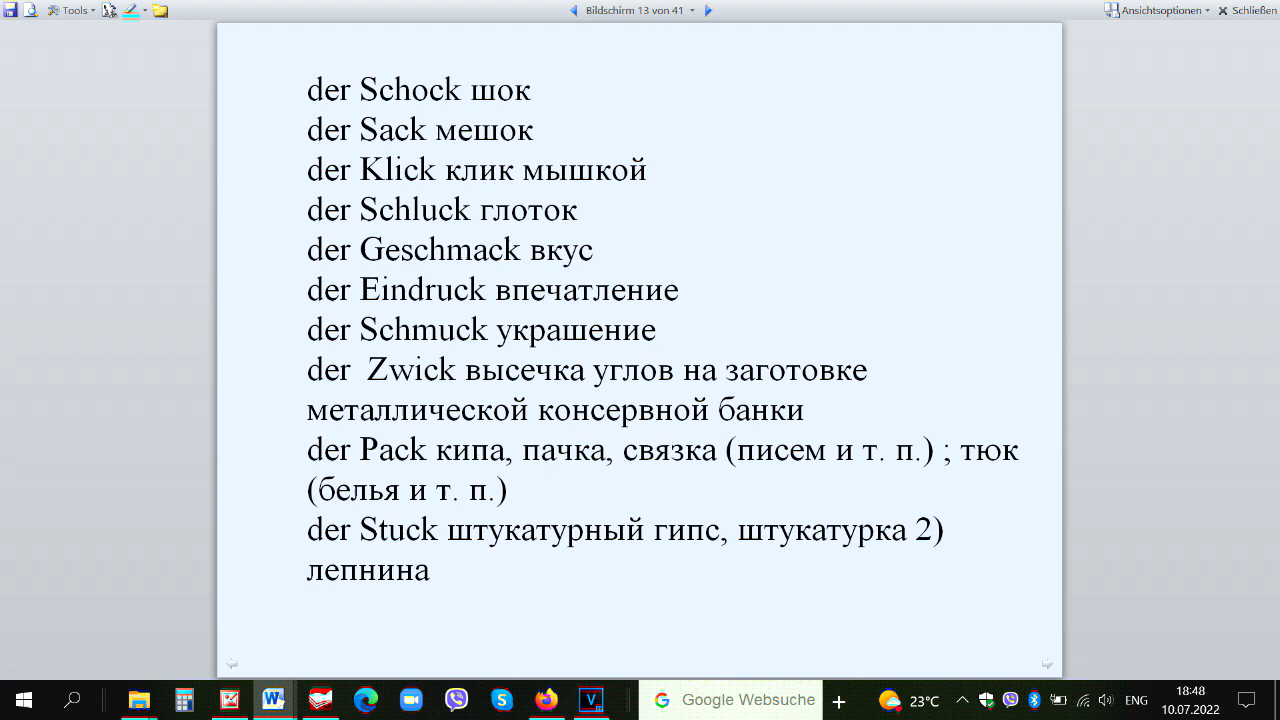 Tools
Bildschirm 13 von 41
Ansichtsoptionen
Schließen
der Schock шок
der Sack мешок
der Klick клик мышкой
der Schluck глоток
der Geschmack вкус
der Eindruck впечатление
der Schmuck украшение
der  Zwick высечка углов на заготовке
металлической консервной банки
der Pack кипа, пачка, связка (писем и т. п.) ; тюк
(белья и т. п.)
der Stuck штукатурный гипс, штукатурка 2)
лепнина
Google Websuche
23°C
ENG
18:48
10.07.2022